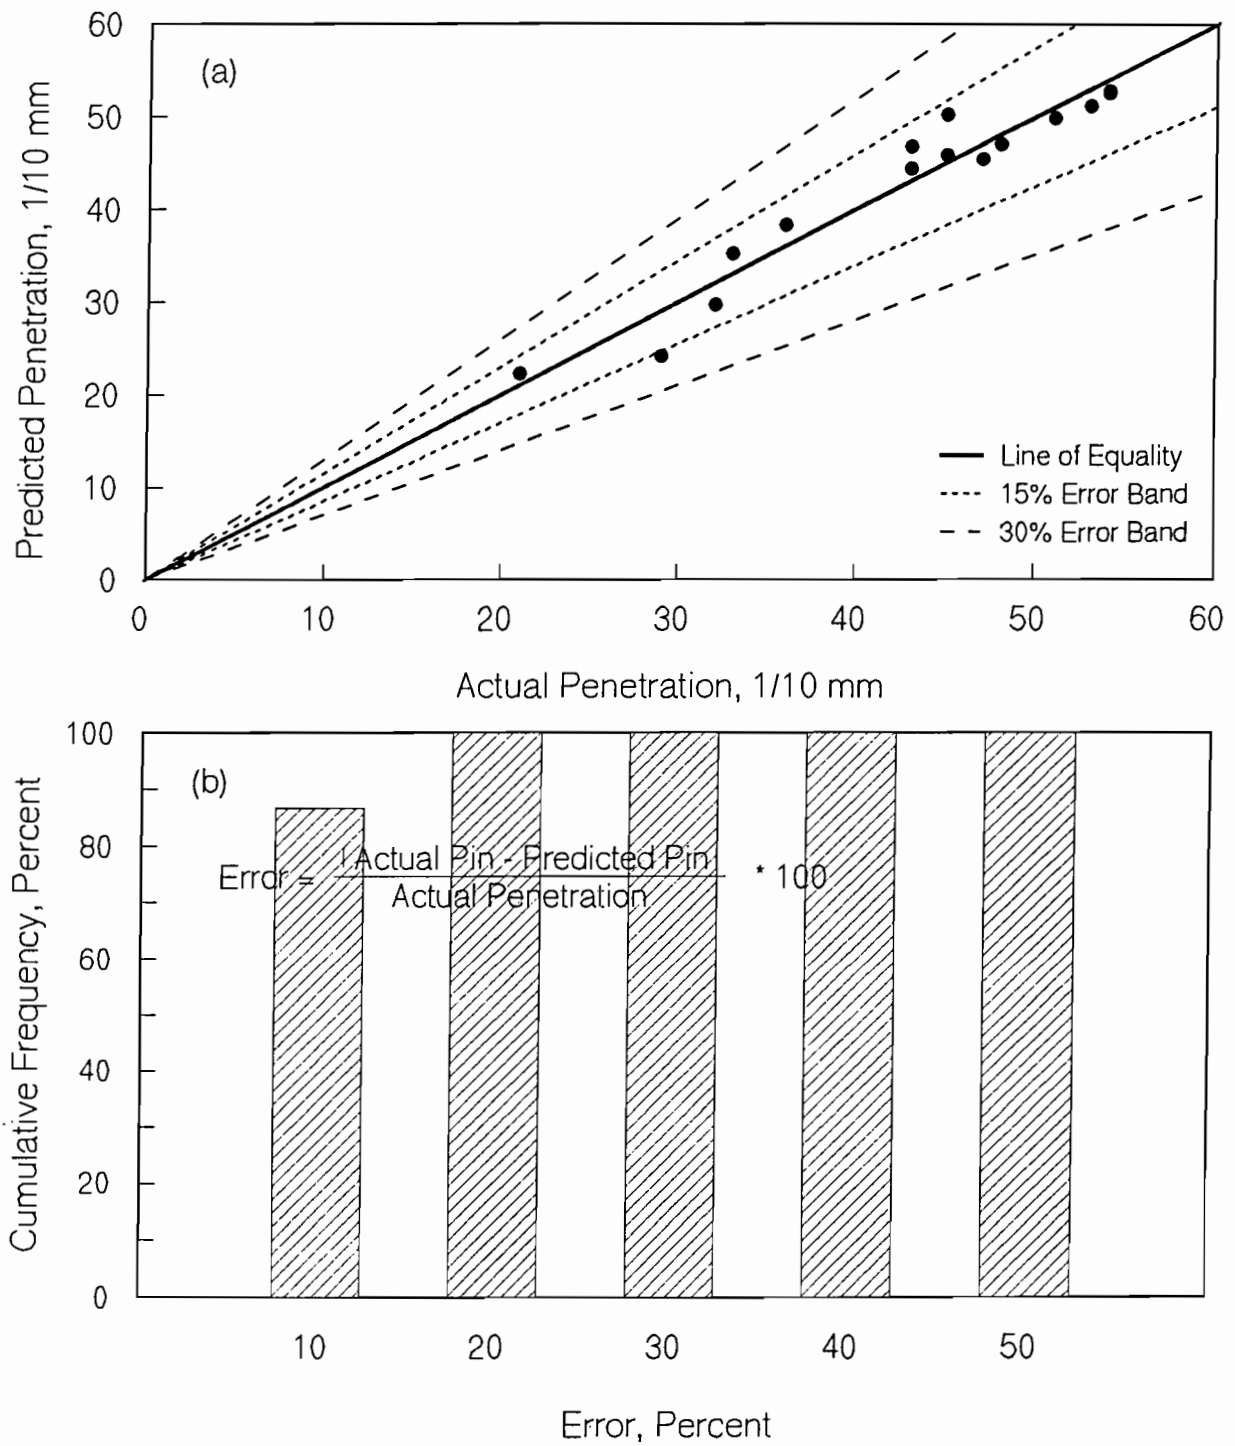 60
(a)
50
40
30
20
10
0
Predicted Penetration, 1/10 mm
Line of Equality
15% Error Band
30% Error Band
0 10 20 30 40 50 60
Actual Penetration, 1/10 mm
100
(b)
80
60
40
20
0
Cumulative Frequency, Percent
Error = |Actual Pin - Predicted Pin| * 100
Actual Penetration
10 20 30 40 50
Error, Percent